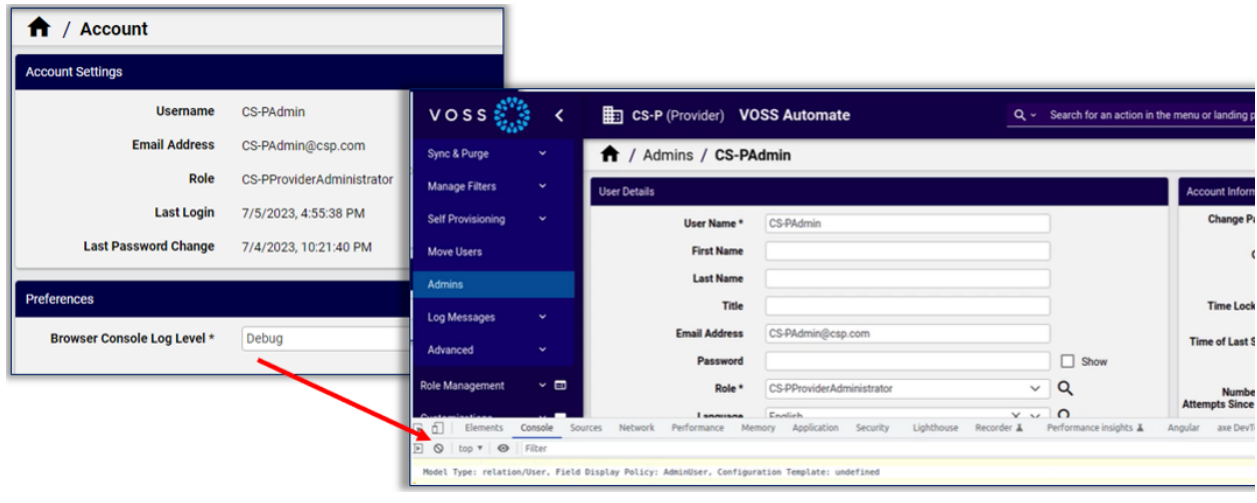 / Account
Account Settings
Username CS-PAdmin
Email Address CS-PAdmin@csp.com
Role CS-PProviderAdministrator
Last Login 7/5/2023, 4:55:38 PM
Last Password Change 7/4/2023, 10:21:40 PM
Preferences
Browser Console Log Level * Debug
VOSS
CS-P (Provider) VOSS Automate
Search for an action in the menu or landing p
Sync & Purge
Manage Filters
Self Provisioning
Move Users
Admins
Log Messages
Advanced
Role Management
Customizations
/ Admins / CS-PAdmin
User Details
User Name * CS-PAdmin
First Name
Last Name
Title
Email Address CS-PAdmin@csp.com
Password Show
Role * CS-PProviderAdministrator
Language English
Account Inform
Change Pa
Time Lock
Time of Last S
Numbe
Attempts Since
Elements Console Sources Network Performance Memory Application Security Lighthouse Recorder Performance insights Angular axe DevT
top Filter
Model Type: relation/User, Field Display Policy: AdminUser, Configuration Template: undefined